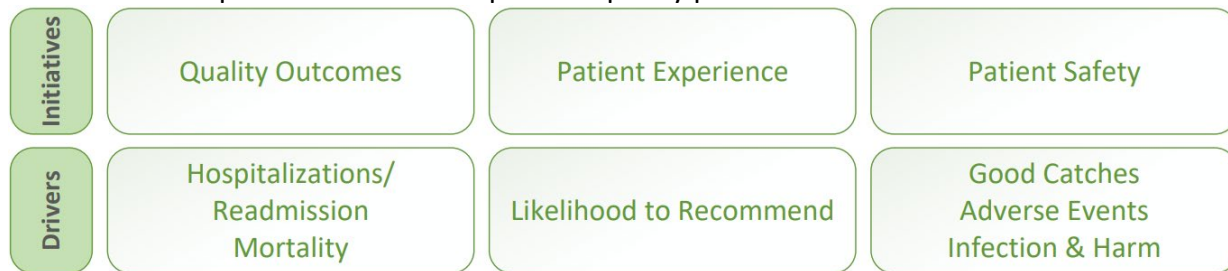 Initiatives
Quality Outcomes
Patient Experience
Patient Safety
Drivers
Hospitalizations/
Readmission
Mortality
Likelihood to Recommend
Good Catches
Adverse Events
Infection & Harm